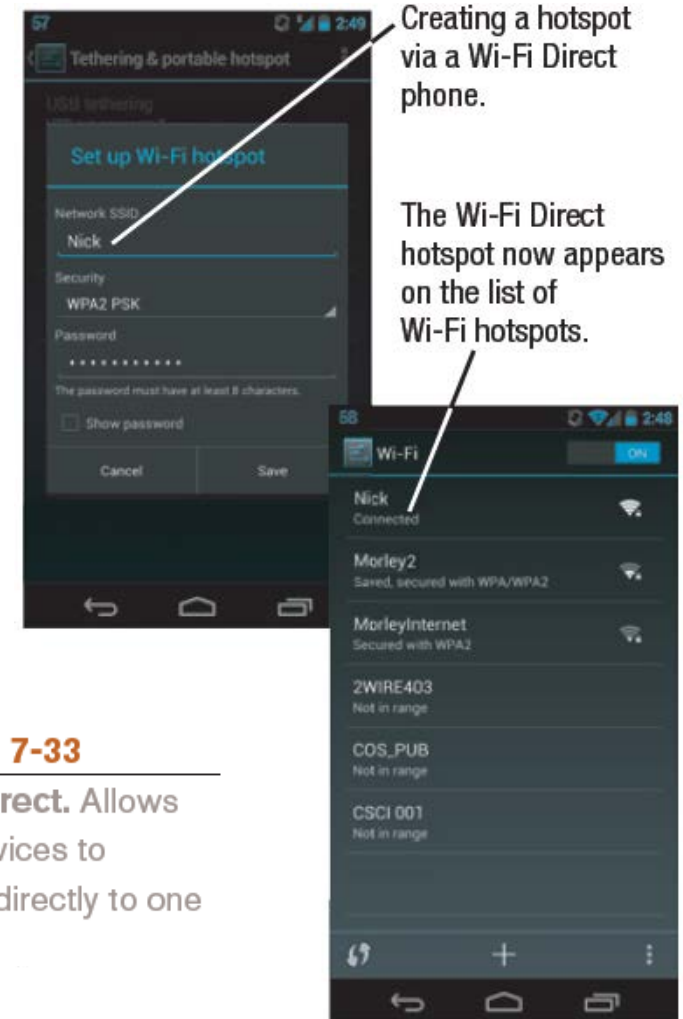 57
2:49
Tethering & portable hotspot
USB tethering
Set up Wi-Fi hotspot
Network SSID
Nick
Security
WPA2 PSK
Password
...........
The password must have at least 8 characters.
Show password
Cancel
Save
Creating a hotspot
via a Wi-Fi Direct
phone.
The Wi-Fi Direct
hotspot now appears
on the list of
Wi-Fi hotspots.
58
2:48
Wi-Fi
ON
Nick
Connected
Morley2
Saved, secured with WPA/WPA2
MorleyInternet
Secured with WPA2
2WIRE403
Not in range
COS_PUB
Not in range
CSCI 001
Not in range
7-33
rect. Allows
vices to
directly to one